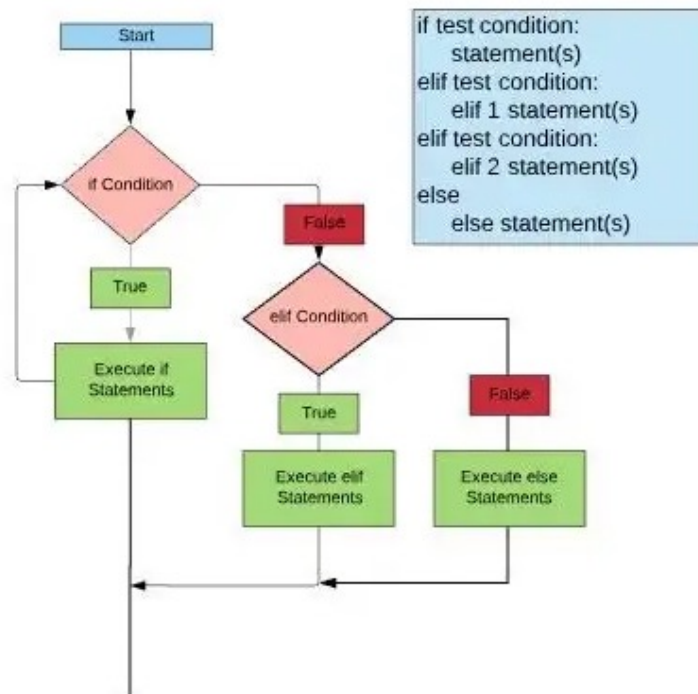 Start
if test condition:
statement(s)
elif test condition:
elif 1 statement(s)
elif test condition:
elif 2 statement(s)
else
else statement(s)
if Condition
False
True
elif Condition
Execute if
Statements
False
True
Execute elif
Statements
Execute else
Statements